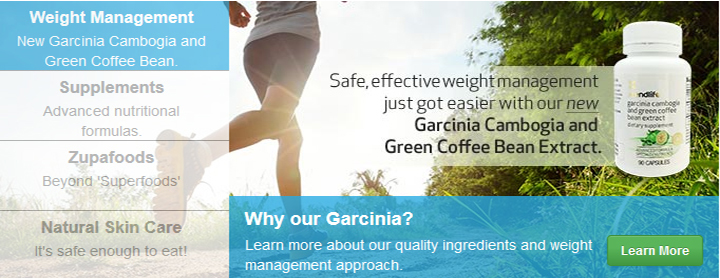 Weight Management
New Garcinia Cambogia and
Green Coffee Bean.
Supplements
Advanced nutritional
formulas.
Zupafoods
Beyond 'Superfoods'
Natural Skin Care
It's safe enough to eat!
Safe, effective weight management
just got easier with our new
Garcinia Cambogia and
Green Coffee Bean Extract.
garcinia cambogia
and green coffee
bean extract
dietary supplement
90 CAPSULES
Why our Garcinia?
Learn more about our quality ingredients and weight
management approach.
Learn More